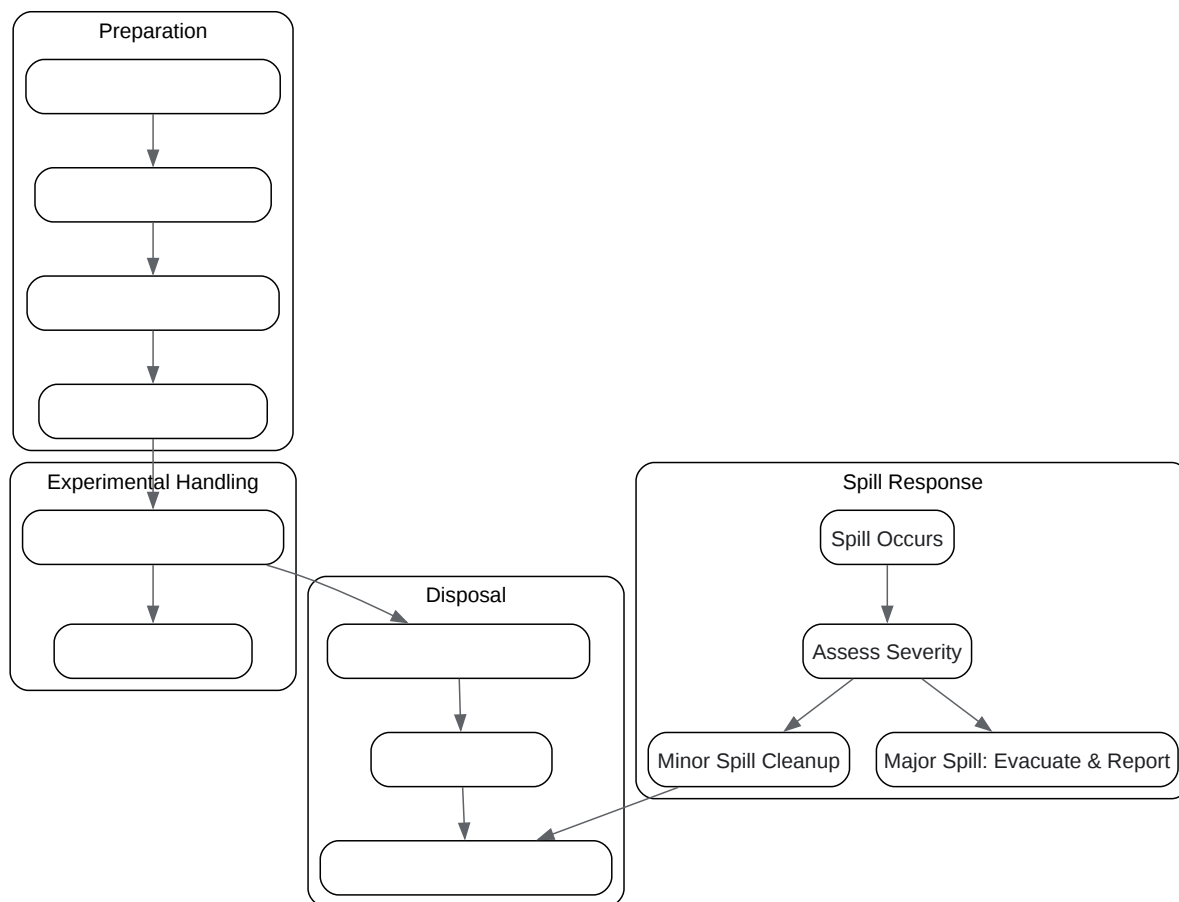 Preparation
Experimental Handling
Disposal
Spill Response
Spill Occurs
Assess Severity
Minor Spill Cleanup
Major Spill: Evacuate & Report